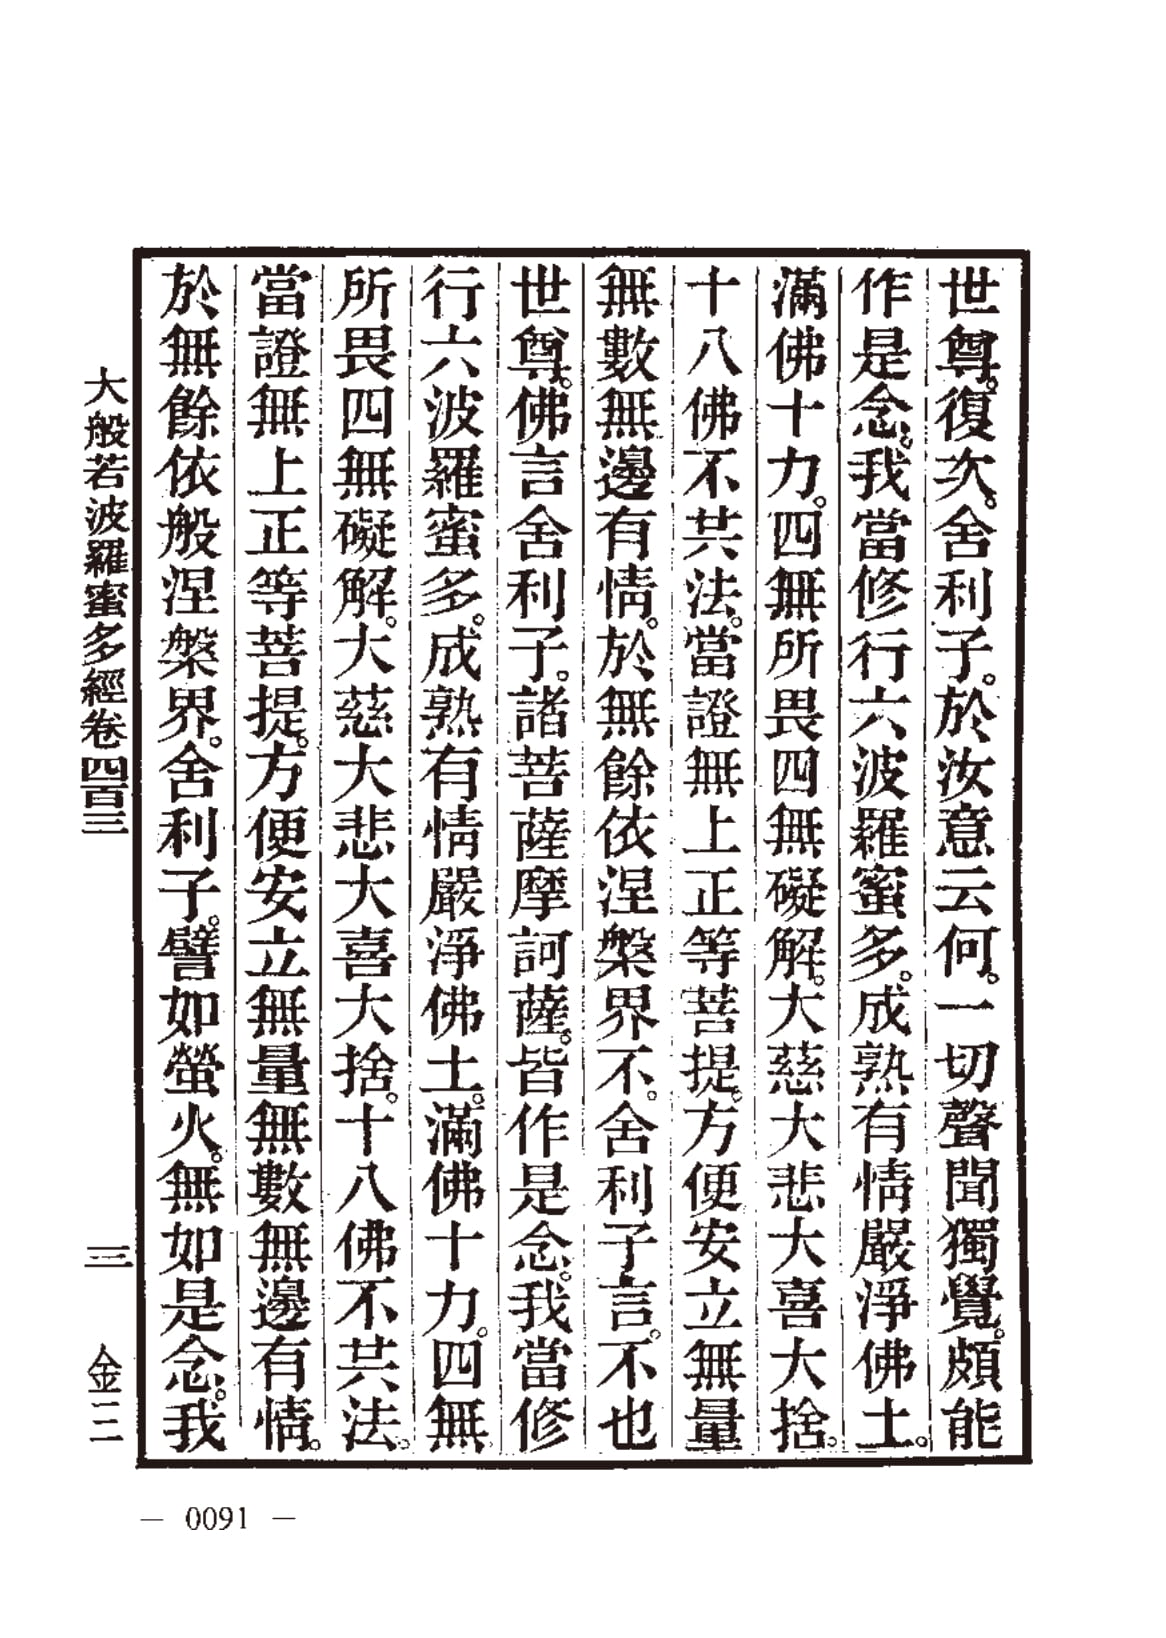 世尊。復次。舍利子。於汝意云何。一切聲聞獨覺。頗能
作是念。我當修行六波羅蜜多。成熟有情嚴淨佛土。
滿佛十力。四無所畏四無礙解。大慈大悲大喜大捨。
十八佛不共法。當證無上正等菩提。方便安立無量
無數無邊有情。於無餘依涅槃界不。舍利子言。不也
世尊。佛言舍利子。諸菩薩摩訶薩。皆作是念。我當修
行六波羅蜜多。成熟有情嚴淨佛土。滿佛十力。四無
所畏四無礙解。大慈大悲大喜大捨。十八佛不共法。
當證無上正等菩提。方便安立無量無數無邊有情。
於無餘依般涅槃界。舍利子。譬如螢火。無如是念。我
大般若波羅蜜多經卷四百三 三 金二
— 0091 —